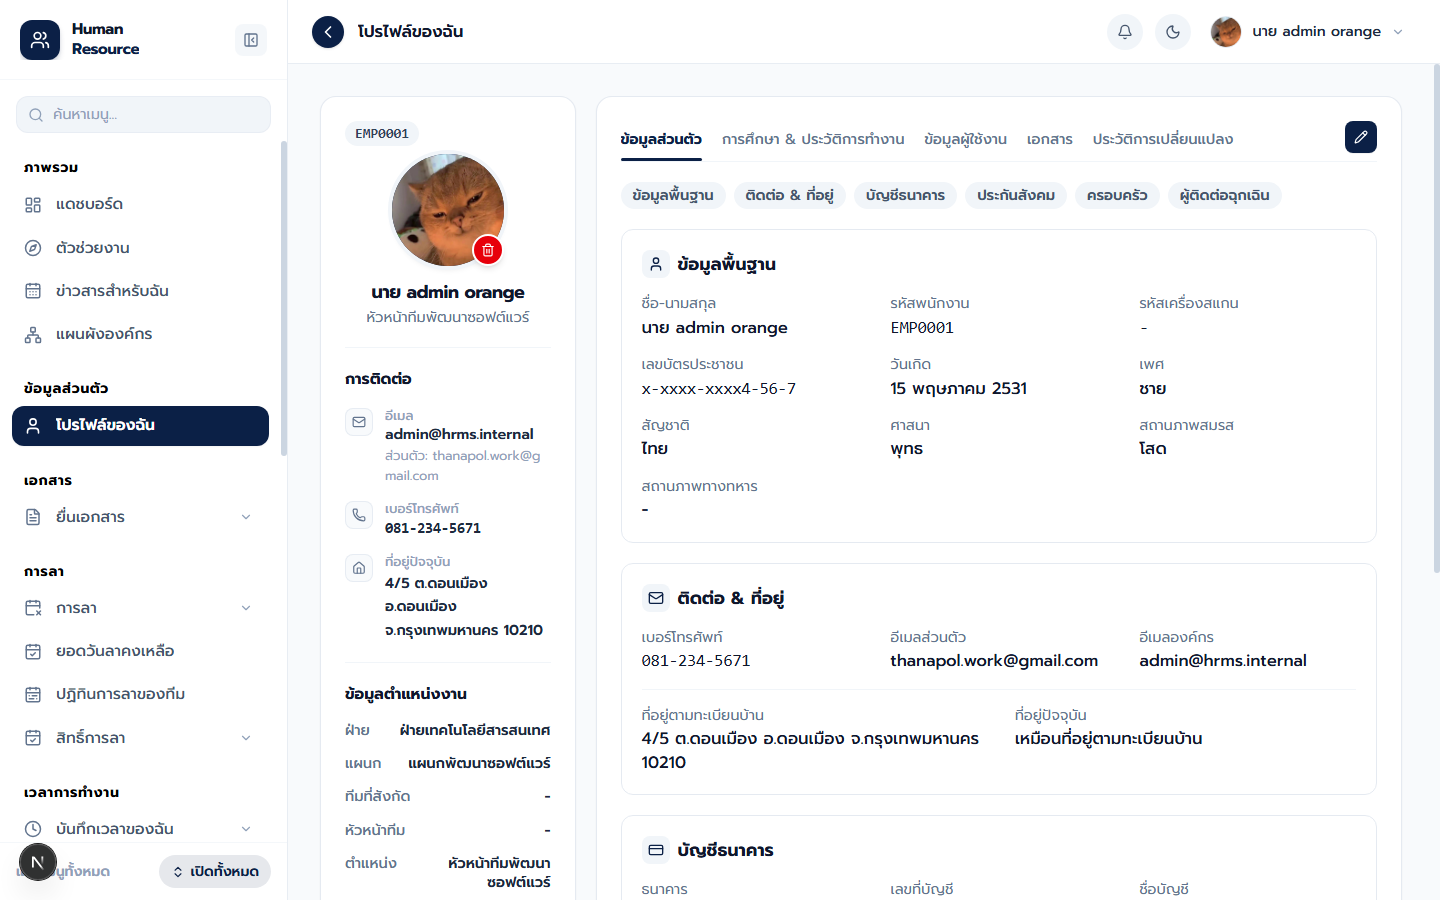 Human
Resource
ค้นหาเมนู...
ภาพรวม
แดชบอร์ด
ตัวช่วยงาน
ข่าวสารสำหรับฉัน
แผนผังองค์กร
ข้อมูลส่วนตัว
โปรไฟล์ของฉัน
เอกสาร
ยื่นเอกสาร
การลา
การลา
ยอดวันลาคงเหลือ
ปฏิทินการลาของทีม
สิทธิ์การลา
เวลาการทำงาน
บันทึกเวลาของฉัน
N
เปิดทั้งหมด
โปรไฟล์ของฉัน
นาย admin orange
EMP0001
นาย admin orange
หัวหน้าทีมพัฒนาซอฟต์แวร์
การติดต่อ
อีเมล
admin@hrms.internal
ส่วนตัว: thanapol.work@g
mail.com
เบอร์โทรศัพท์
081-234-5671
ที่อยู่ปัจจุบัน
4/5 ต.ดอนเมือง
อ.ดอนเมือง
จ.กรุงเทพมหานคร 10210
ข้อมูลตำแหน่งงาน
ฝ่าย ฝ่ายเทคโนโลยีสารสนเทศ
แผนก แผนกพัฒนาซอฟต์แวร์
ทีมที่สังกัด -
หัวหน้าทีม -
ตำแหน่ง หัวหน้าทีมพัฒนา
ซอฟต์แวร์
ข้อมูลส่วนตัว การศึกษา & ประวัติการทำงาน ข้อมูลผู้ใช้งาน เอกสาร ประวัติการเปลี่ยนแปลง
ข้อมูลพื้นฐาน ติดต่อ & ที่อยู่ บัญชีธนาคาร ประกันสังคม ครอบครัว ผู้ติดต่อฉุกเฉิน
ข้อมูลพื้นฐาน
ชื่อ-นามสกุล รหัสพนักงาน รหัสเครื่องสแกน
นาย admin orange EMP0001 -
เลขบัตรประชาชน วันเกิด เพศ
x-xxxx-xxxx4-56-7 15 พฤษภาคม 2531 ชาย
สัญชาติ ศาสนา สถานภาพสมรส
ไทย พุทธ โสด
สถานภาพทางทหาร
-
ติดต่อ & ที่อยู่
เบอร์โทรศัพท์ อีเมลส่วนตัว อีเมลองค์กร
081-234-5671 thanapol.work@gmail.com admin@hrms.internal
ที่อยู่ตามทะเบียนบ้าน ที่อยู่ปัจจุบัน
4/5 ต.ดอนเมือง อ.ดอนเมือง จ.กรุงเทพมหานคร เหมือนที่อยู่ตามทะเบียนบ้าน
10210
บัญชีธนาคาร
ธนาคาร เลขที่บัญชี ชื่อบัญชี